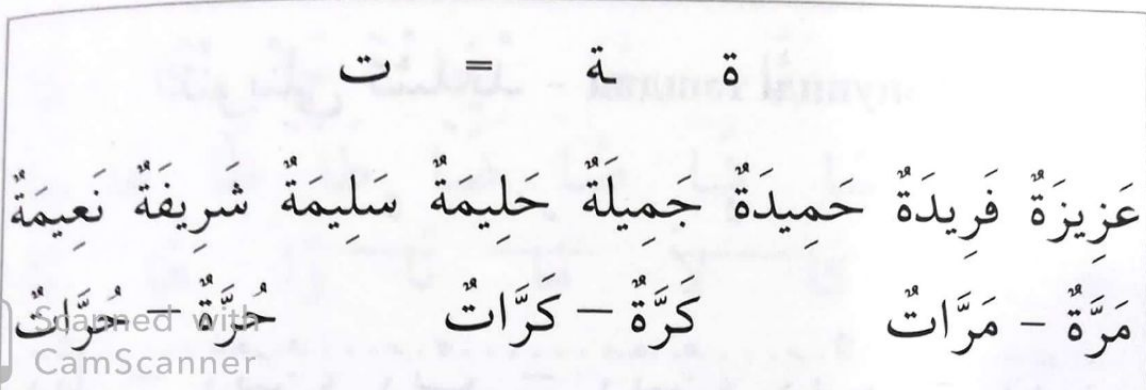 ة ـة = ت
عَزِيزَةٌ فَرِيدَةٌ حَمِيدَةٌ جَمِيلَةٌ حَلِيمَةٌ سَلِيمَةٌ شَرِيفَةٌ نَعِيمَةٌ
مَرَّةٌ – مَرَّاتٌ كَرَّةٌ – كَرَّاتٌ حُرَّةٌ – حُرَّاتٌ
Scanned with
CamScanner